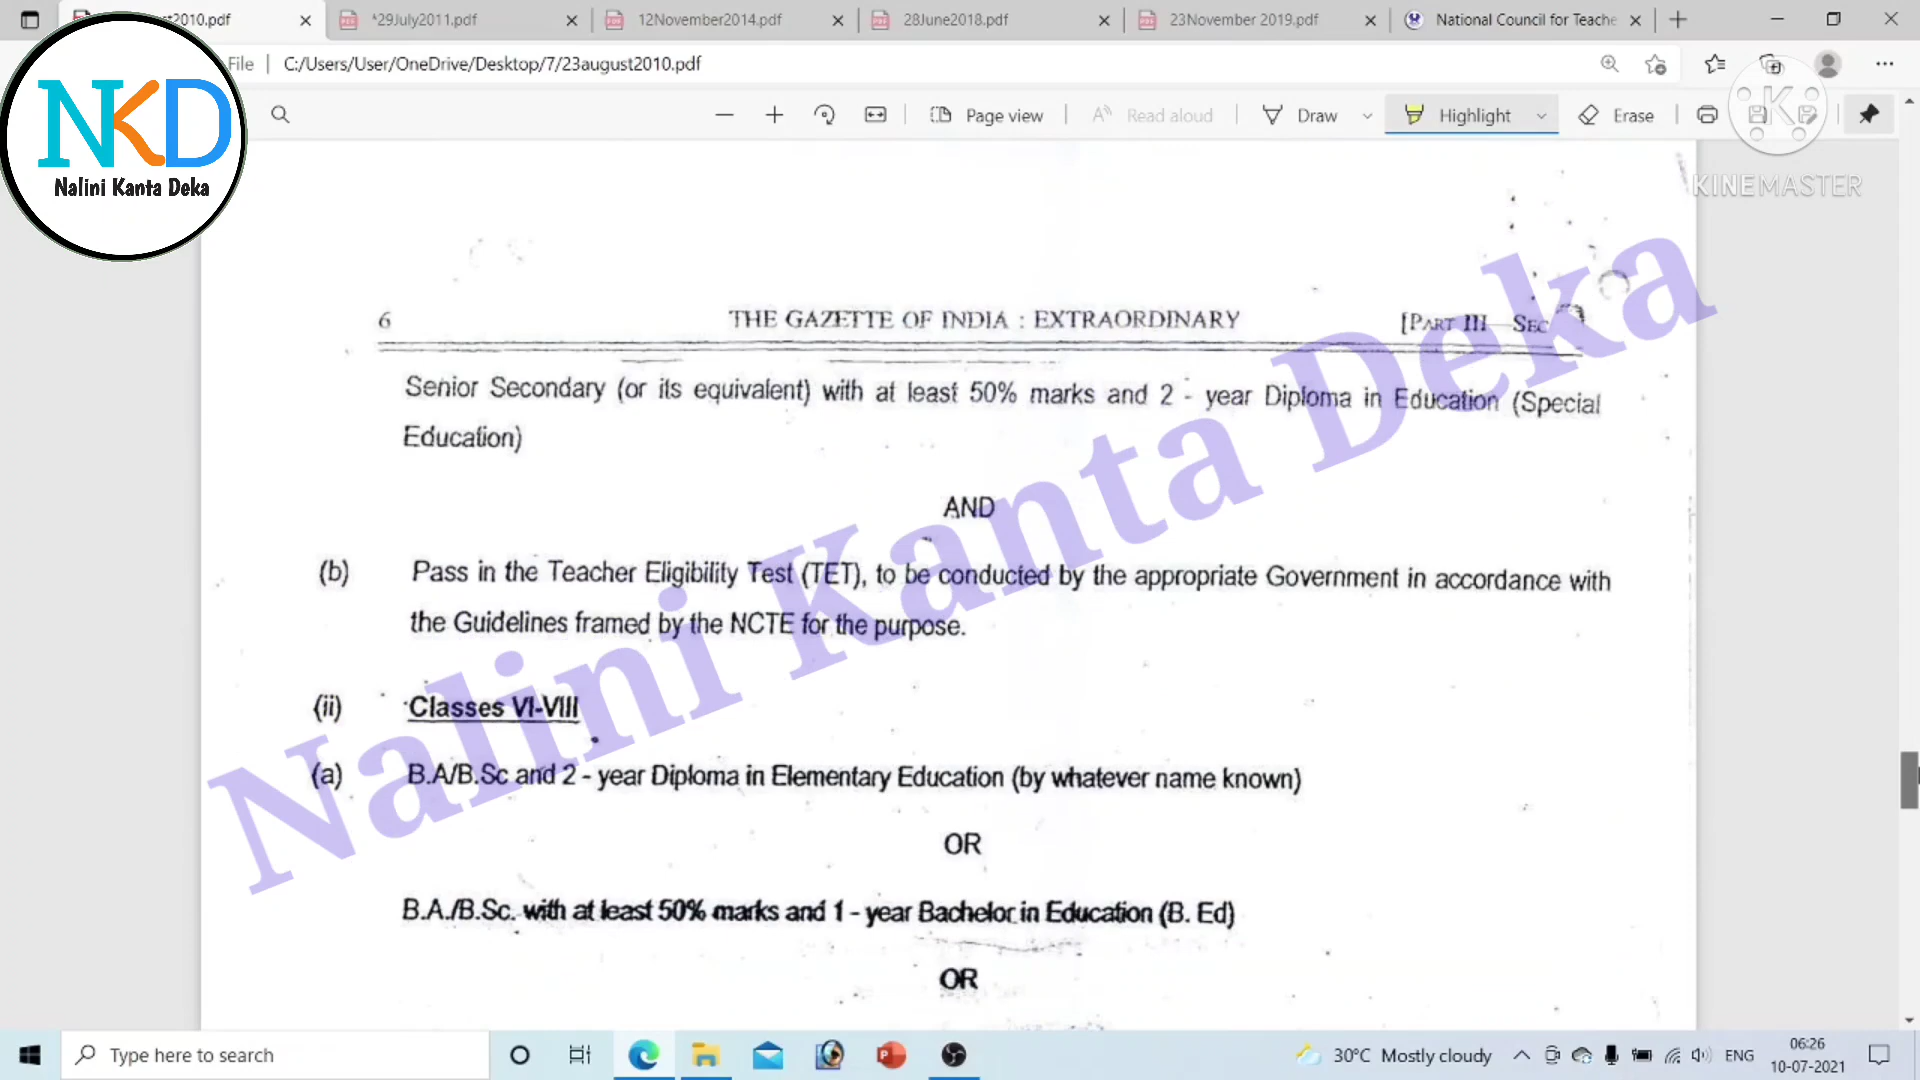 ust2010.pdf
29July2011.pdf
12November2014.pdf
28June2018.pdf
23November 2019.pdf
National Council for Teache
File
C:/Users/User/OneDrive/Desktop/7/23august2010.pdf
Page view
Read aloud
Draw
Highlight
Erase
NKD
Nalini Kanta Deka
K
KINEMASTER
6
THE GAZETTE OF INDIA : EXTRAORDINARY
[PART III—SEC
Senior Secondary (or its equivalent) with at least 50% marks and 2 - year Diploma in Education (Special
Education)
AND
(b) Pass in the Teacher Eligibility Test (TET), to be conducted by the appropriate Government in accordance with
the Guidelines framed by the NCTE for the purpose.
(ii) Classes VI-VIII
(a) B.A/B.Sc and 2 - year Diploma in Elementary Education (by whatever name known)
OR
B.A./B.Sc. with at least 50% marks and 1 - year Bachelor in Education (B. Ed)
OR
Nalini Kanta Deka
Type here to search
30°C Mostly cloudy
ENG
06:26
10-07-2021